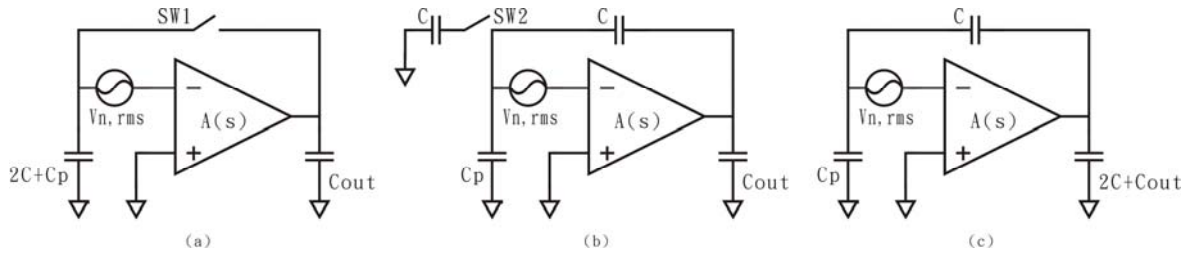 SW1
Vn,rms
−
A(s)
+
2C+Cp
Cout
(a)
C
SW2
C
Vn,rms
−
A(s)
+
Cp
Cout
(b)
C
Vn,rms
−
A(s)
+
Cp
2C+Cout
(c)